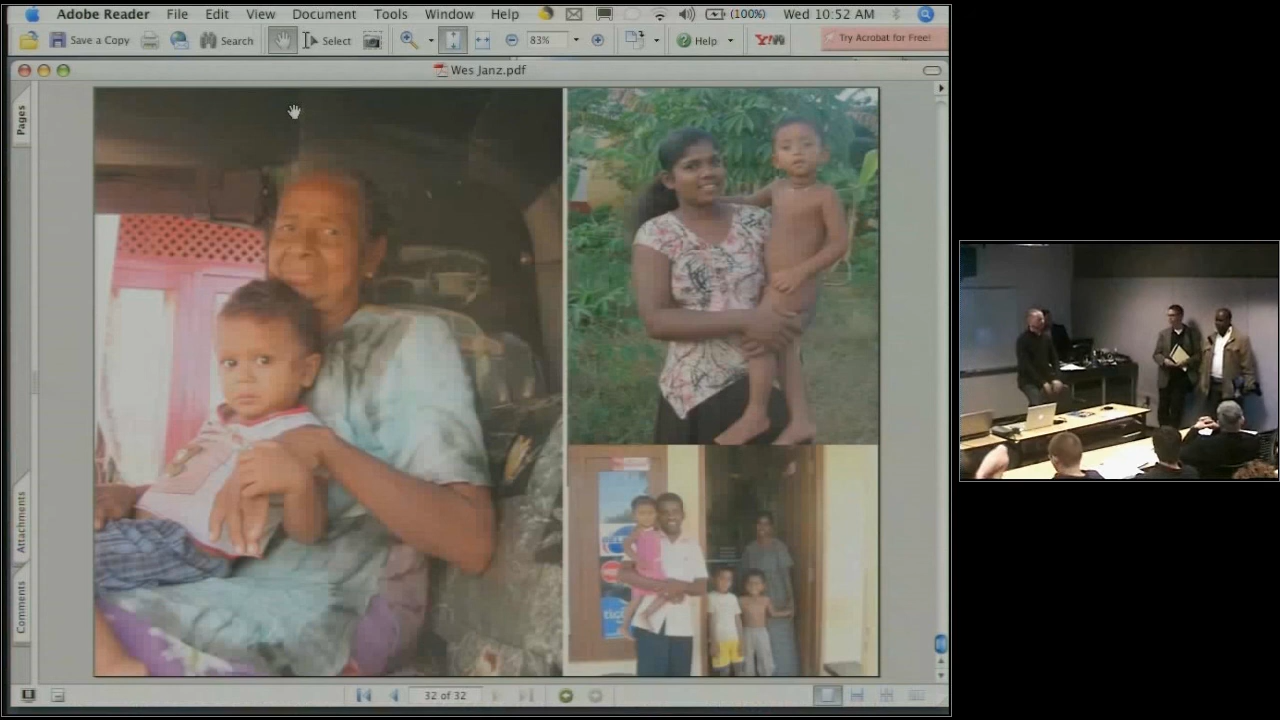 Adobe Reader File Edit View Document Tools Window Help (100%) Wed 10:52 AM
Save a Copy Search Select 83% Help Y! Try Acrobat for Free!
Wes Janz.pdf
Pages
Attachments
Comments
32 of 32